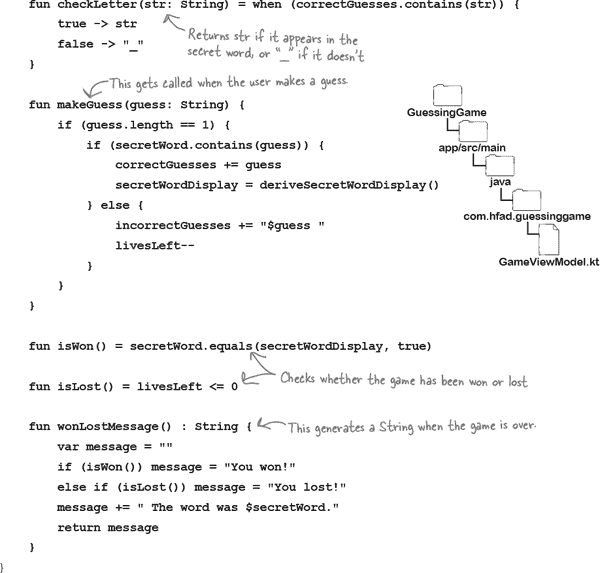 fun checkLetter(str: String) = when (correctGuesses.contains(str)) {
true -> str
false -> "_"
}
Returns str if it appears in the
secret word, or "_" if it doesn't
This gets called when the user makes a guess.
fun makeGuess(guess: String) {
if (guess.length == 1) {
if (secretWord.contains(guess)) {
correctGuesses += guess
secretWordDisplay = deriveSecretWordDisplay()
} else {
incorrectGuesses += "$guess "
livesLeft--
}
}
}
GuessingGame
app/src/main
java
com.hfad.guessinggame
GameViewModel.kt
fun isWon() = secretWord.equals(secretWordDisplay, true)
Checks whether the game has been won or lost
fun isLost() = livesLeft <= 0
fun wonLostMessage() : String {
This generates a String when the game is over.
var message = ""
if (isWon()) message = "You won!"
else if (isLost()) message = "You lost!"
message += " The word was $secretWord."
return message
}
}